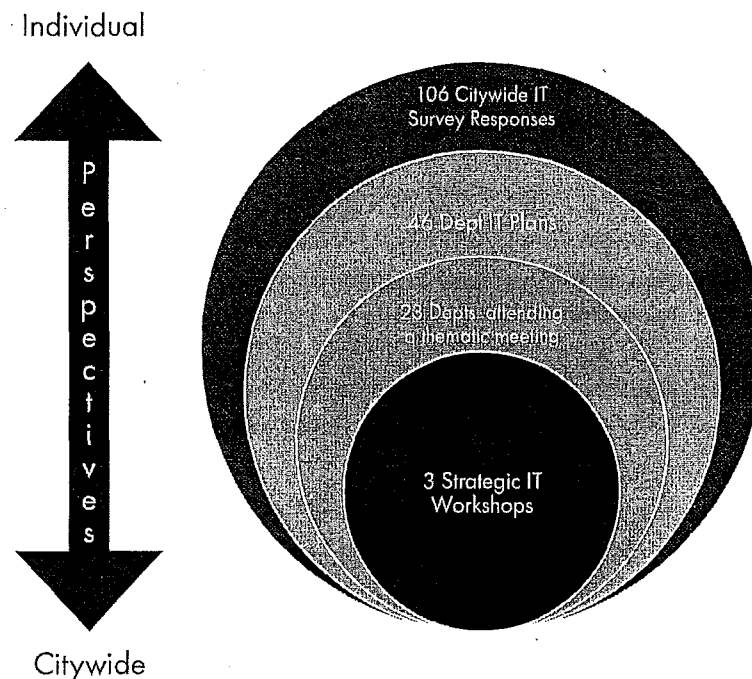 Individual
Perspectives
Citywide
106 Citywide IT
Survey Responses
46 Dept IT Plans
23 Depts. attending
a thematic meeting
3 Strategic IT
Workshops